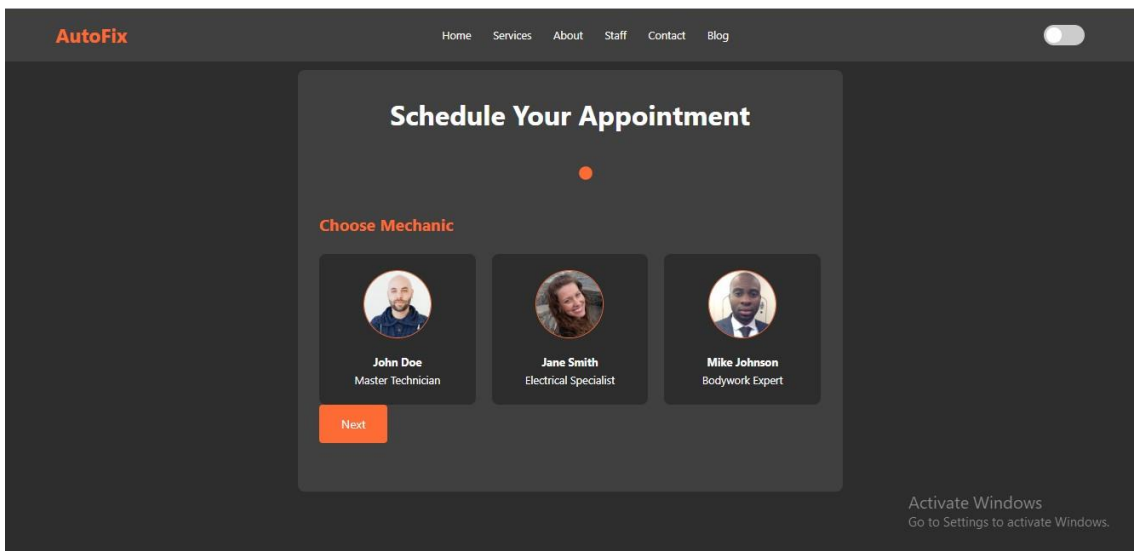 AutoFix
Home Services About Staff Contact Blog
Schedule Your Appointment
Choose Mechanic
John Doe
Master Technician
Jane Smith
Electrical Specialist
Mike Johnson
Bodywork Expert
Next
Activate Windows
Go to Settings to activate Windows.